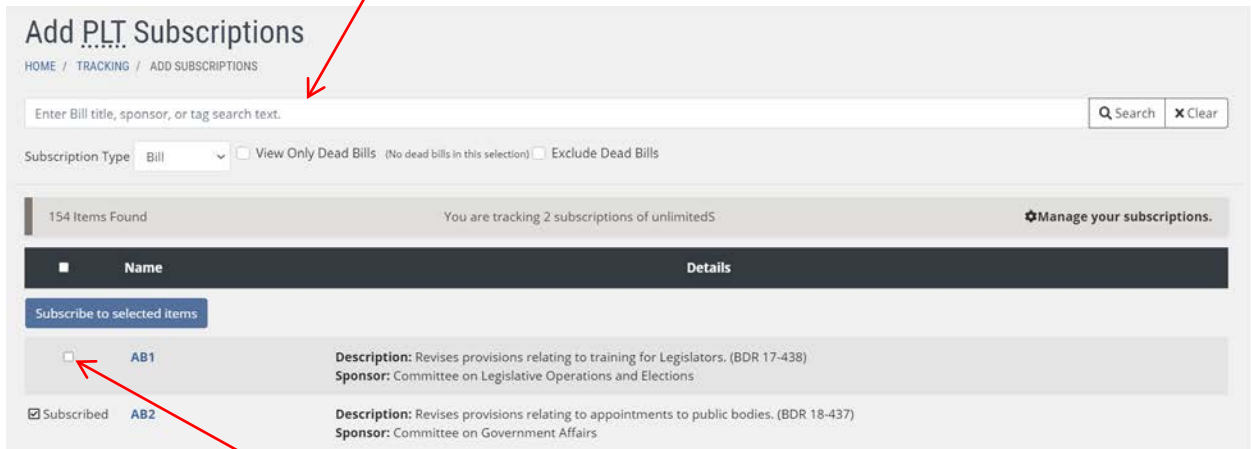 Add PLT Subscriptions
HOME / TRACKING / ADD SUBSCRIPTIONS
Enter Bill title, sponsor, or tag search text. Search Clear
Subscription Type Bill View Only Dead Bills (No dead bills in this selection) Exclude Dead Bills
154 Items Found You are tracking 2 subscriptions of unlimitedS Manage your subscriptions.
Name Details
Subscribe to selected items
AB1 Description: Revises provisions relating to training for Legislators. (BDR 17-438)
Sponsor: Committee on Legislative Operations and Elections
Subscribed AB2 Description: Revises provisions relating to appointments to public bodies. (BDR 18-437)
Sponsor: Committee on Government Affairs